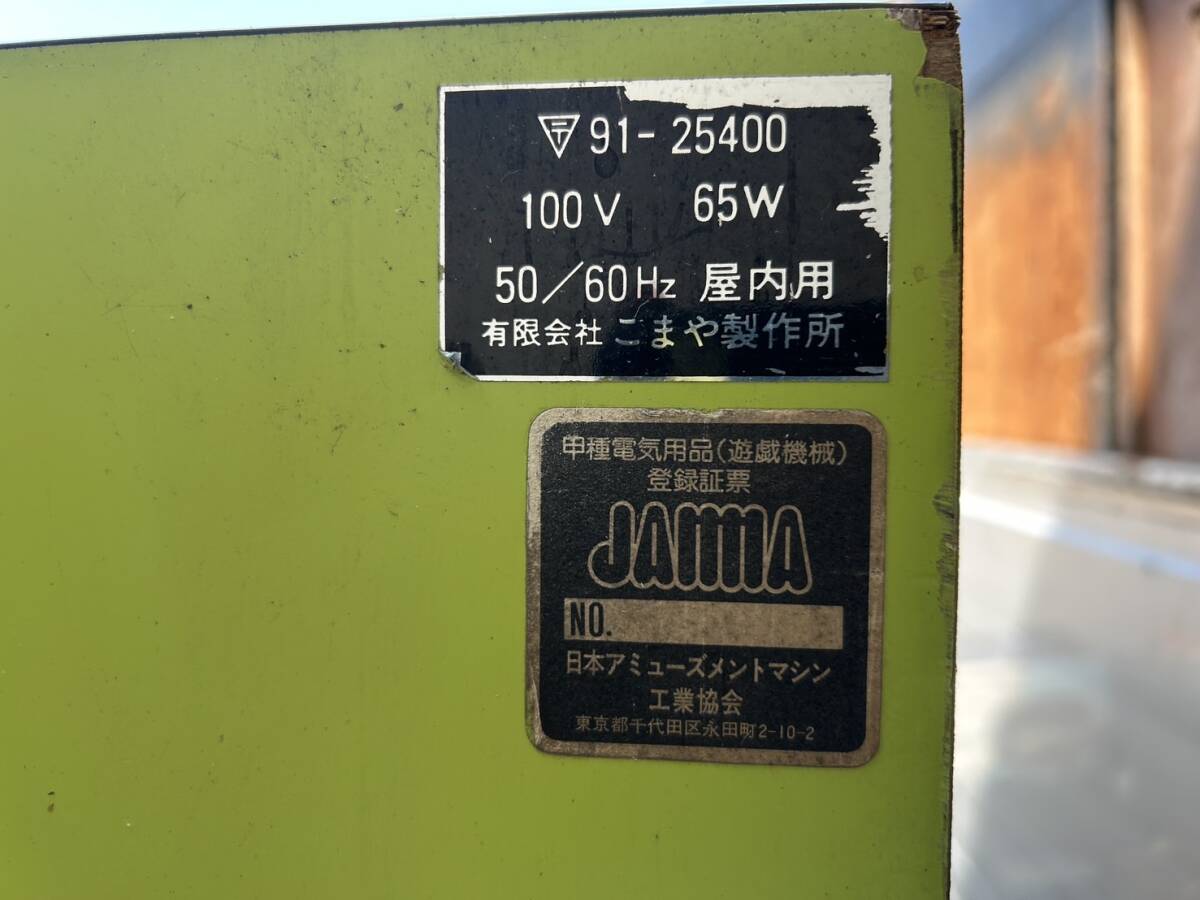 〒91-25400
100V 65W
50/60Hz 屋内用
有限会社 こまや製作所
甲種電気用品(遊戯機械)
登録証票
JAMMA
NO.
日本アミューズメントマシン
工業協会
東京都千代田区永田町2-10-2